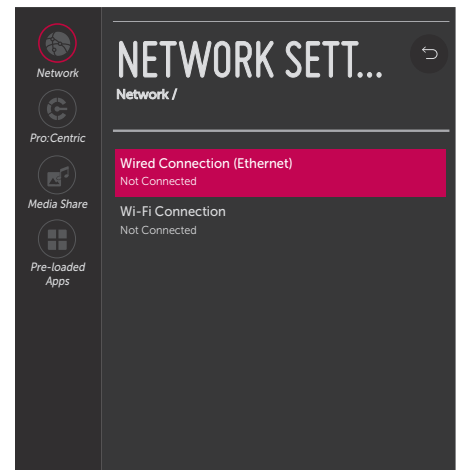 Network
Pro:Centric
Media Share
Pre-loaded
Apps
NETWORK SETT...
Network /
Wired Connection (Ethernet)
Not Connected
Wi-Fi Connection
Not Connected